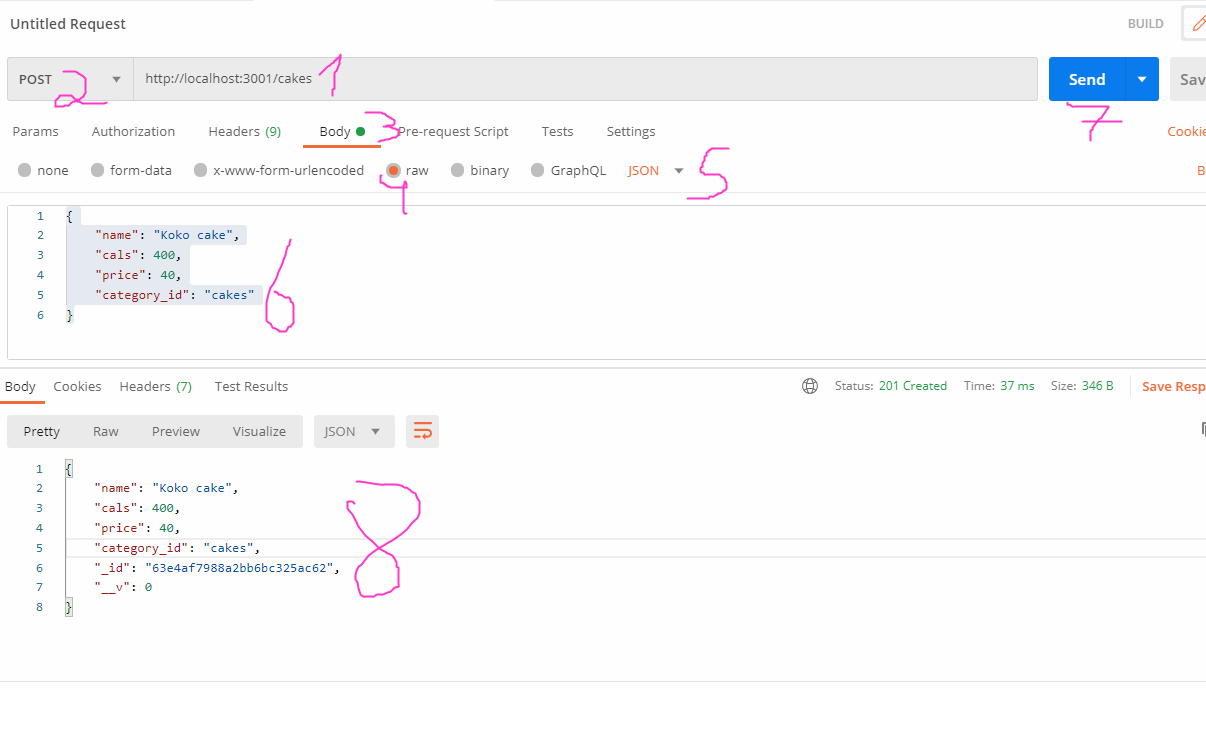 Untitled Request BUILD
POST 2 http://localhost:3001/cakes 1 Send Sav
Params Authorization Headers (9) Body 3 Pre-request Script Tests Settings 7 Cookie
none form-data x-www-form-urlencoded raw binary GraphQL JSON 5 B
4
1 {
2 "name": "Koko cake",
3 "cals": 400,
4 "price": 40,
5 "category_id": "cakes" 6
6 }
Body Cookies Headers (7) Test Results Status: 201 Created Time: 37 ms Size: 346 B Save Resp
Pretty Raw Preview Visualize JSON
1 {
2 "name": "Koko cake",
3 "cals": 400,
4 "price": 40,
5 "category_id": "cakes", 8
6 "_id": "63e4af7988a2bb6bc325ac62",
7 "__v": 0
8 }